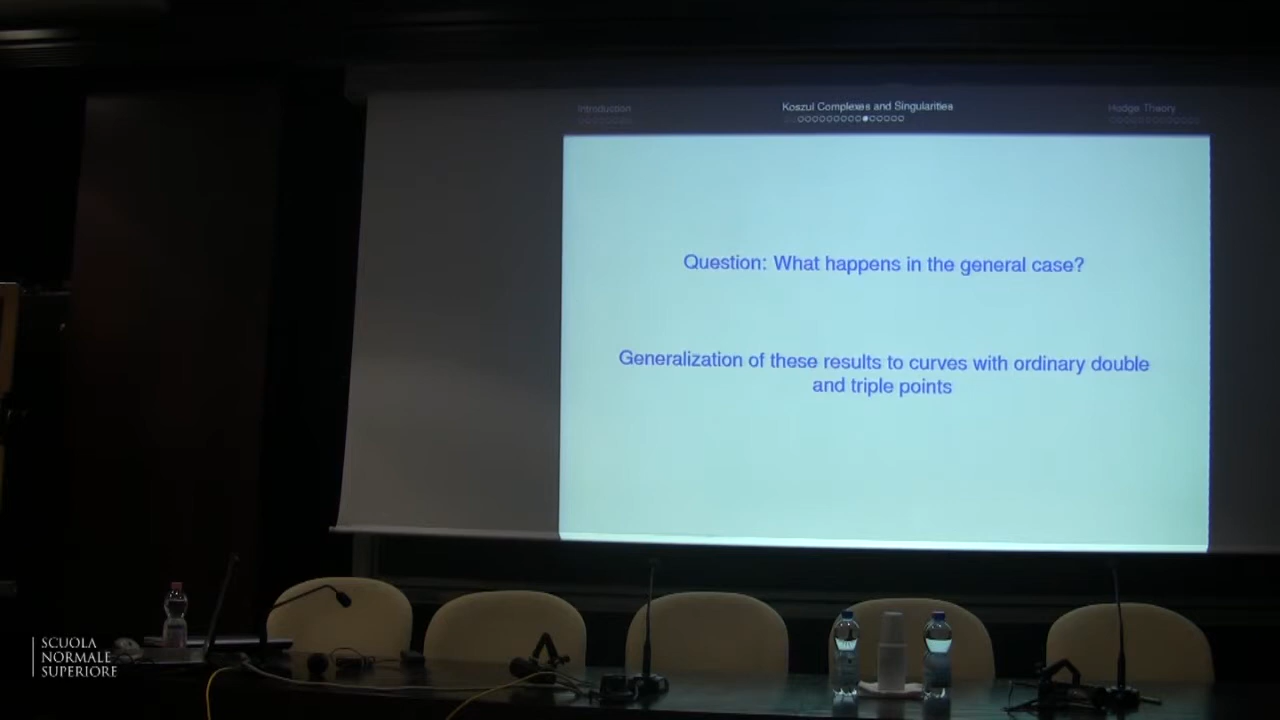 Introduction
Koszul Complexes and Singularities
Hodge Theory
Question: What happens in the general case?
Generalization of these results to curves with ordinary double
and triple points
SCUOLA
NORMALE
SUPERIORE